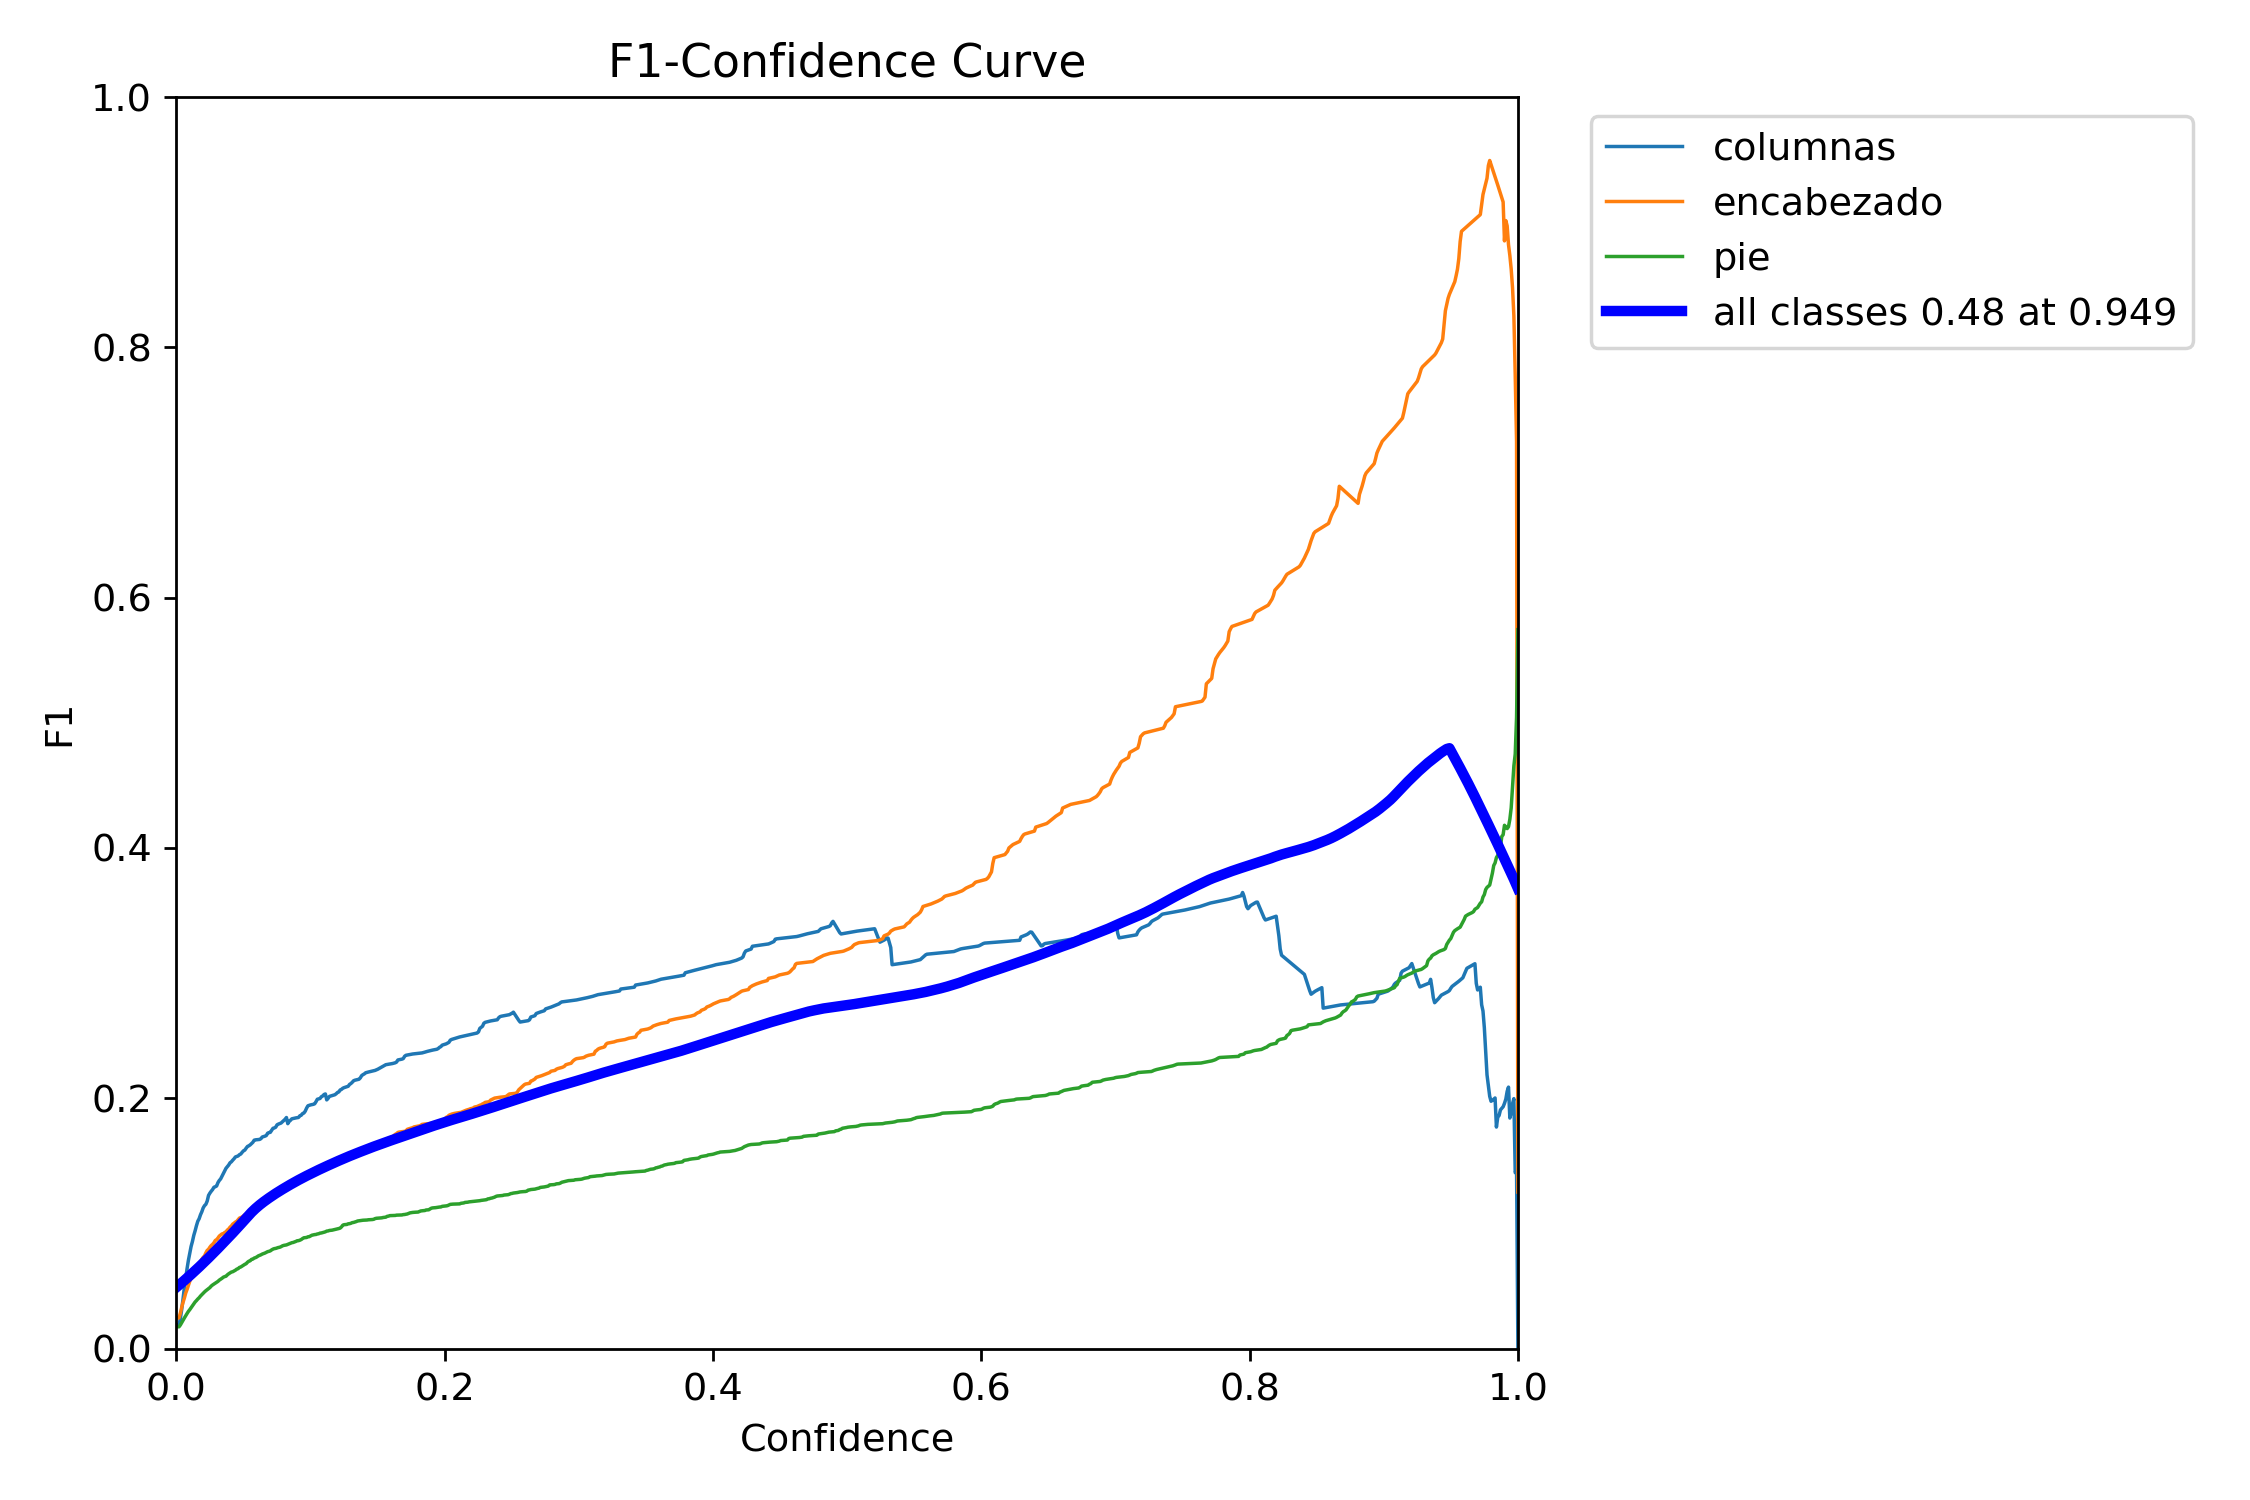 F1-Confidence Curve
1.0
0.8
0.6
0.4
0.2
0.0
F1
0.0 0.2 0.4 0.6 0.8 1.0
Confidence
columnas
encabezado
pie
all classes 0.48 at 0.949